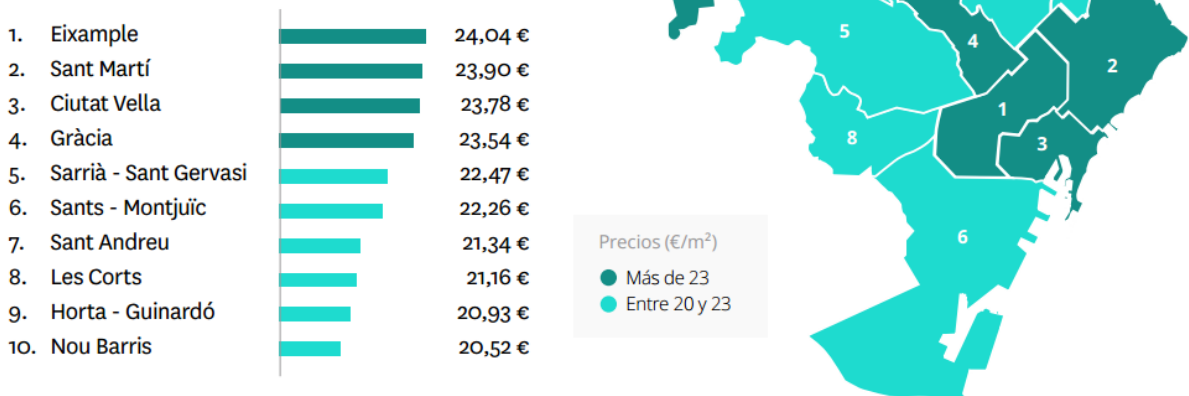 1. Eixample 24,04 €
2. Sant Martí 23,90 €
3. Ciutat Vella 23,78 €
4. Gràcia 23,54 €
5. Sarrià - Sant Gervasi 22,47 €
6. Sants - Montjuïc 22,26 €
7. Sant Andreu 21,34 €
8. Les Corts 21,16 €
9. Horta - Guinardó 20,93 €
10. Nou Barris 20,52 €
Precios (€/m²)
Más de 23
Entre 20 y 23
5
4
2
1
8
3
6